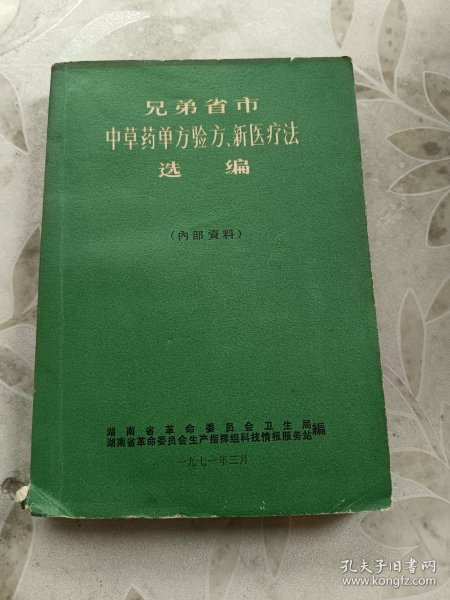 兄弟省市
中草药单方验方、新医疗法
选编
(內部資料)
湖南省革命委员会卫生局
湖南省革命委员会生产指挥组科技情报服务站 編
一九七一年三月
孔夫子旧书网
www.kongfz.com